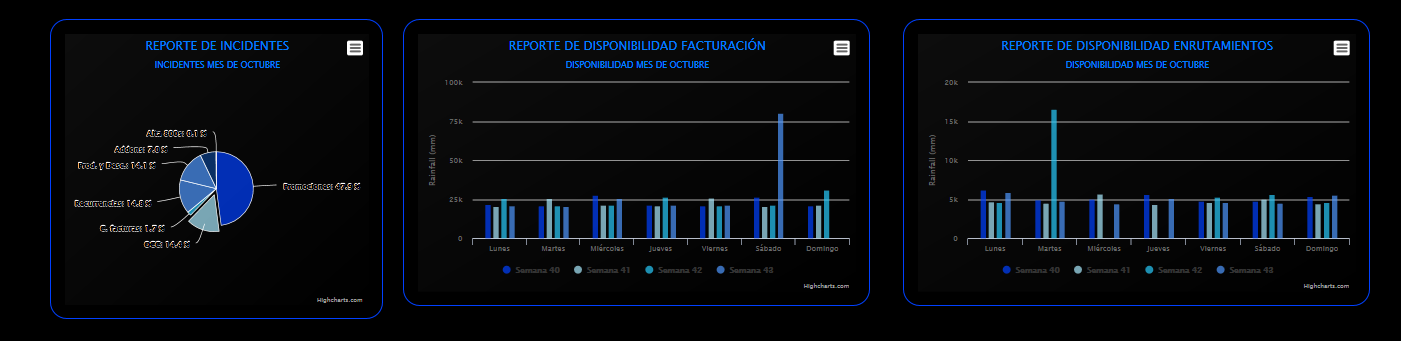 REPORTE DE INCIDENTES
INCIDENTES MES DE OCTUBRE
Addons: 7.0 %
Prod. y Bases: 14.1 %
Promociones: 47.9 %
Recurrencias: 14.8 %
C. facturas: 1.7 %
Highcharts.com
REPORTE DE DISPONIBILIDAD FACTURACIÓN
DISPONIBILIDAD MES DE OCTUBRE
Rainfall (mm)
100k
75k
50k
25k
0
Lunes Martes Miércoles Jueves Viernes Sábado Domingo
Semana 40 Semana 41 Semana 42 Semana 43
Highcharts.com
REPORTE DE DISPONIBILIDAD ENRUTAMIENTOS
DISPONIBILIDAD MES DE OCTUBRE
Rainfall (mm)
20k
15k
10k
5k
0
Lunes Martes Miércoles Jueves Viernes Sábado Domingo
Semana 40 Semana 41 Semana 42 Semana 43
Highcharts.com